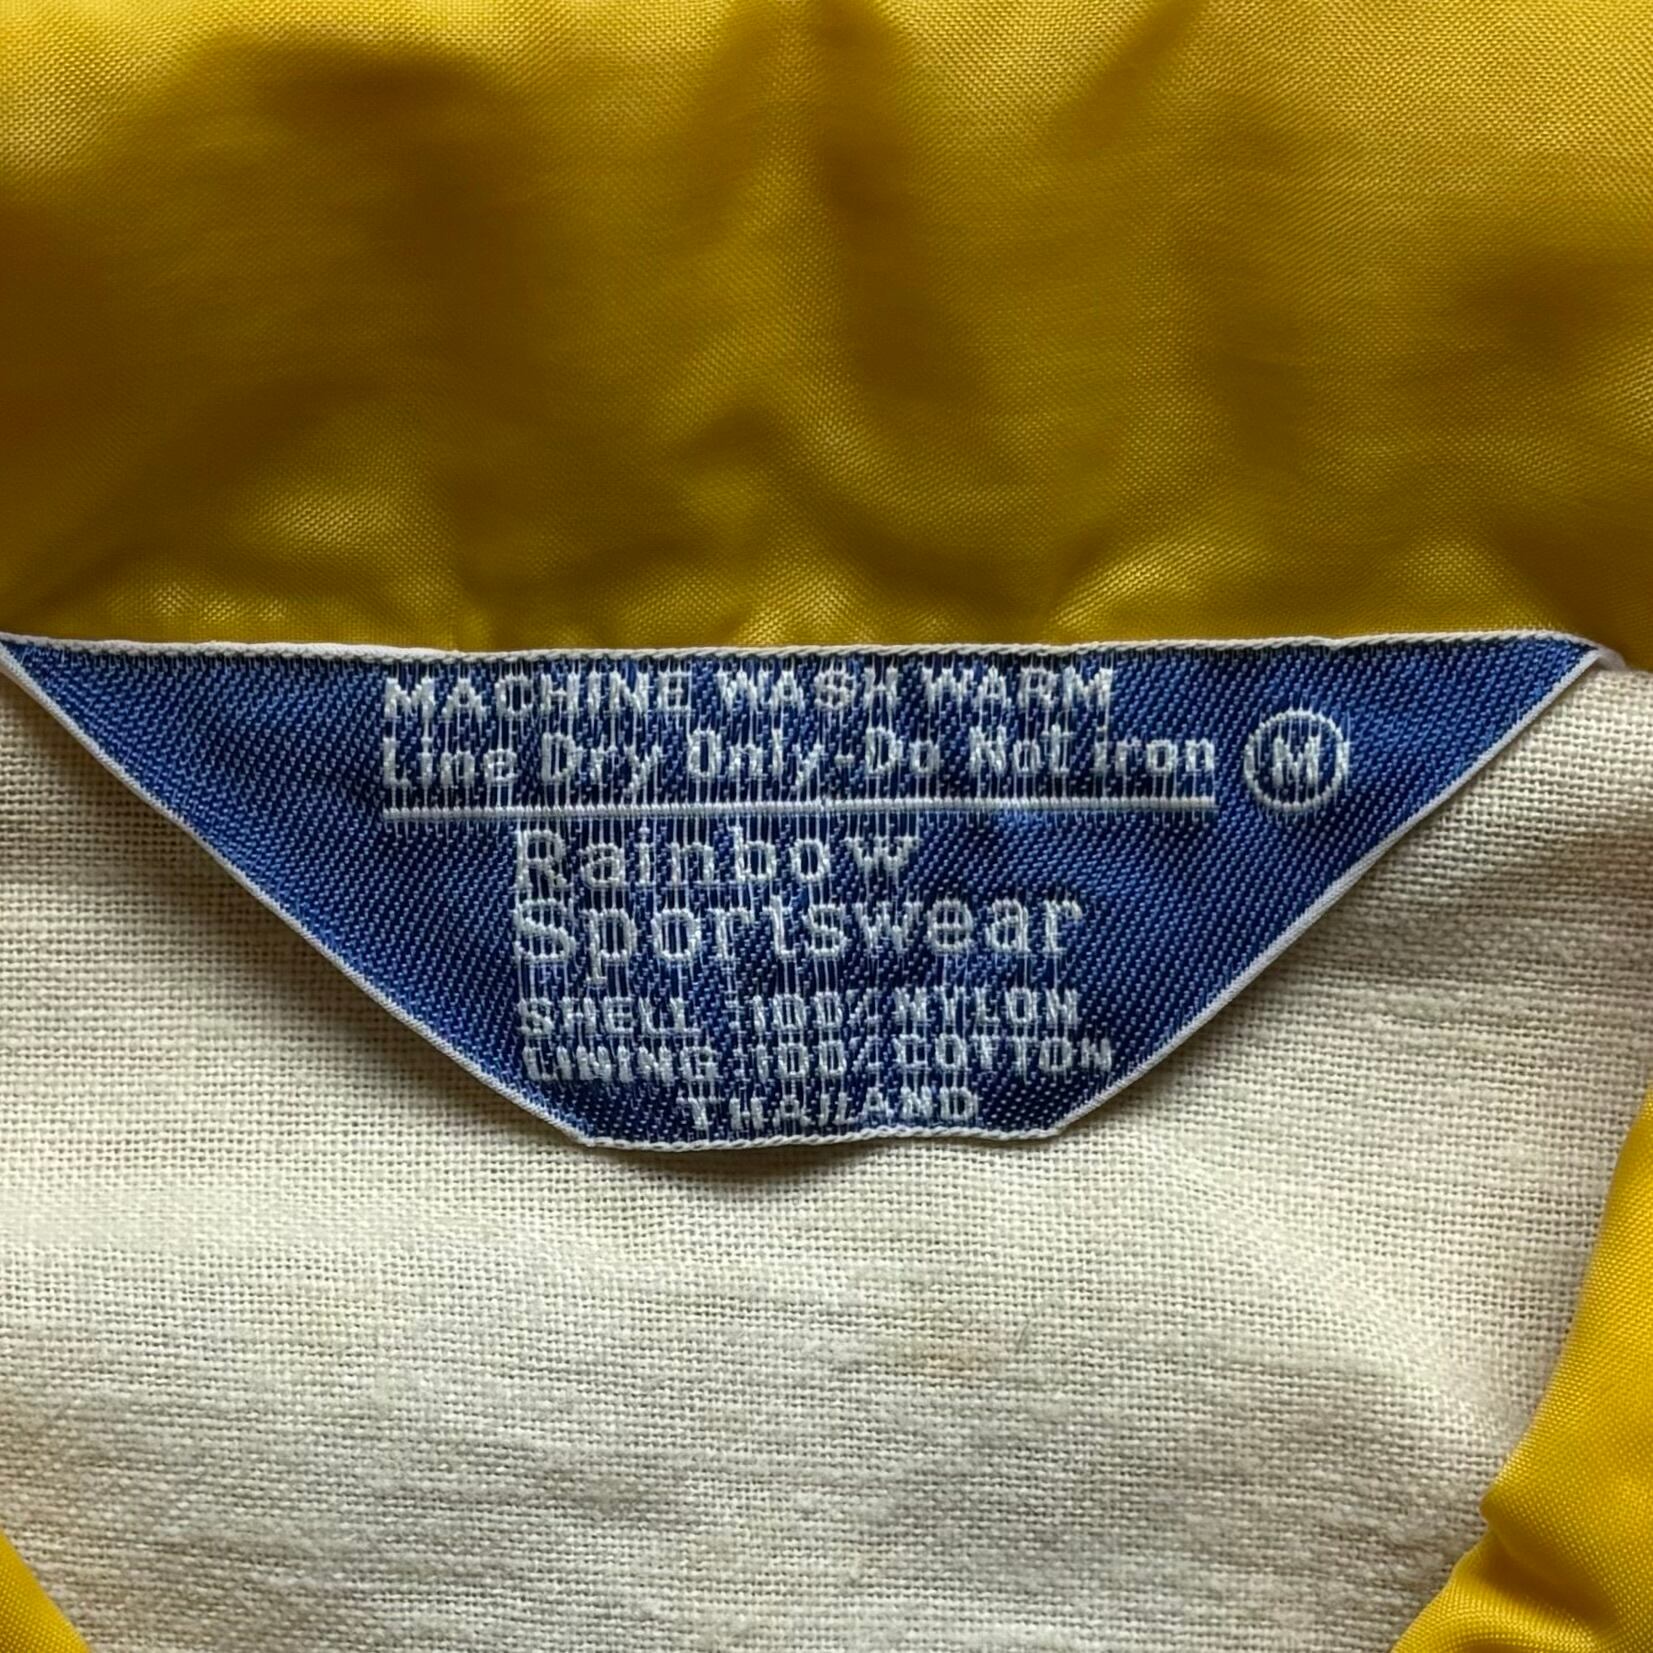 MACHINE WASH WARM
Line Dry Only-Do Not iron M
Rainbow
Sportswear
SHELL :100% NYLON
LINING :100% COTTON
THAILAND